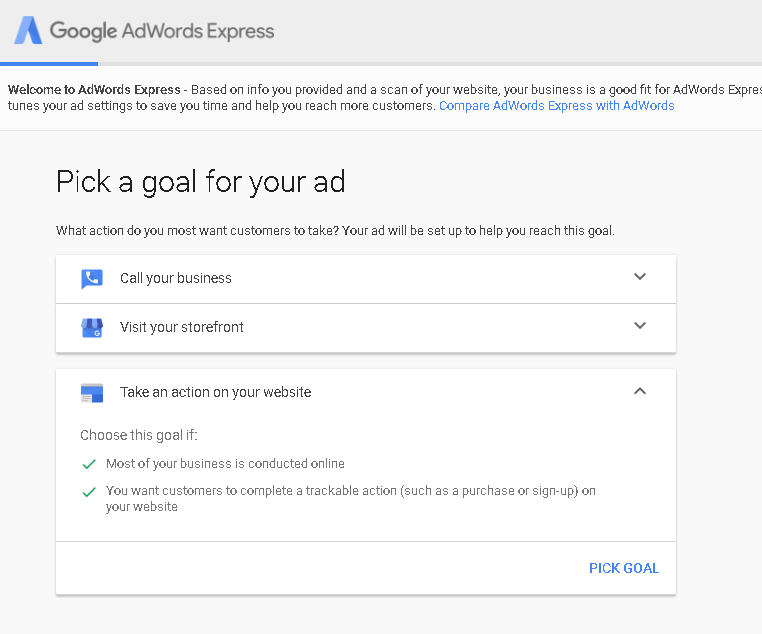 Google AdWords Express
Welcome to AdWords Express - Based on info you provided and a scan of your website, your business is a good fit for AdWords Expres
tunes your ad settings to save you time and help you reach more customers. Compare AdWords Express with AdWords
Pick a goal for your ad
What action do you most want customers to take? Your ad will be set up to help you reach this goal.
Call your business
Visit your storefront
Take an action on your website
Choose this goal if:
Most of your business is conducted online
You want customers to complete a trackable action (such as a purchase or sign-up) on
your website
PICK GOAL